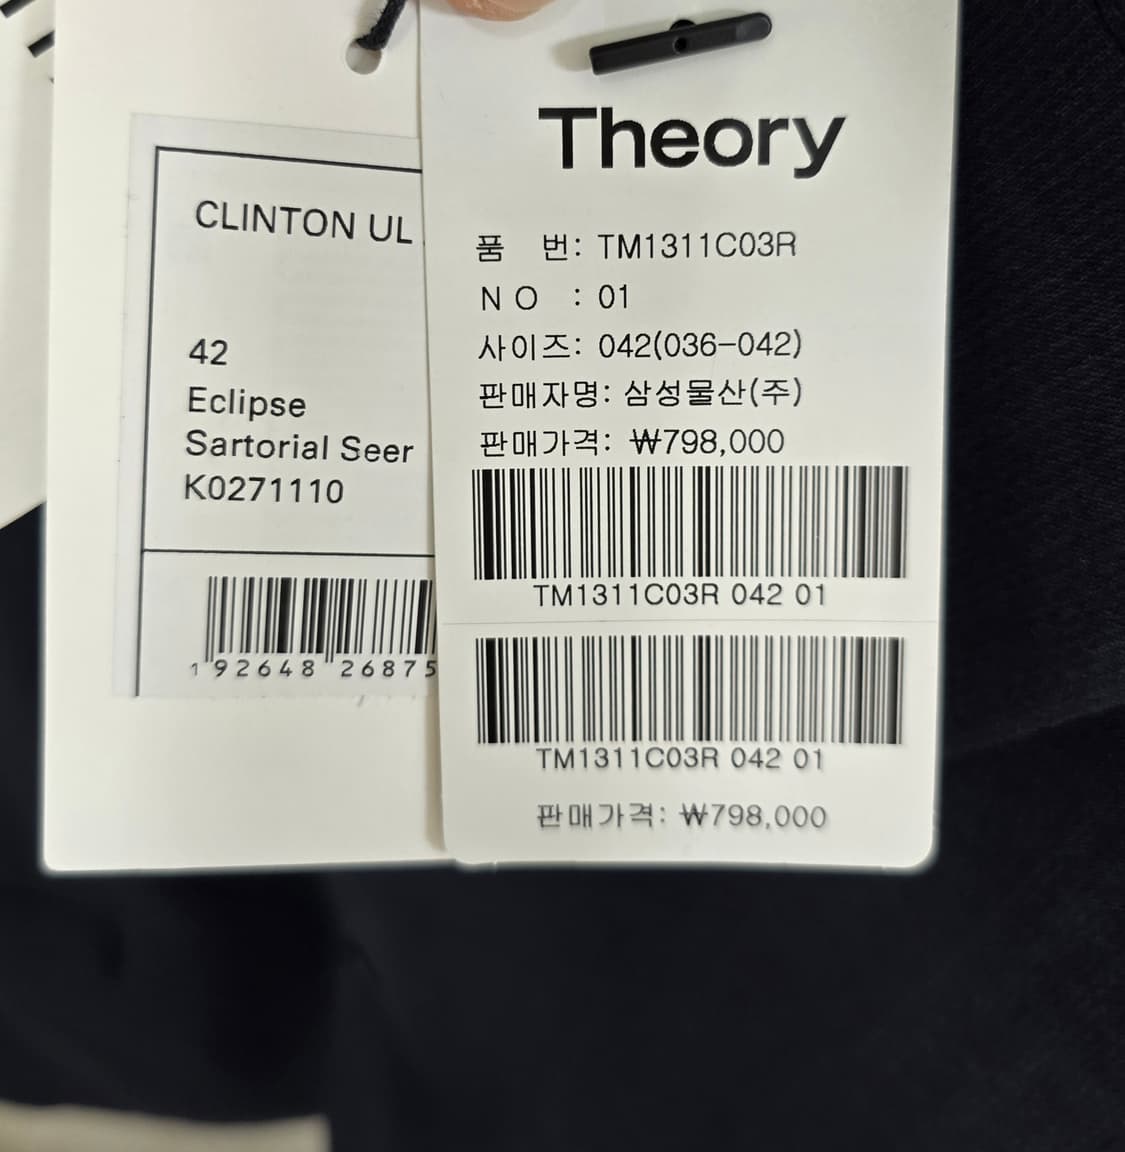 CLINTON UL
42
Eclipse
Sartorial Seer
K0271110
1 92648 26875
Theory
품 번: TM1311C03R
NO : 01
사이즈: 042(036-042)
판매자명: 삼성물산(주)
판매가격: ₩798,000
TM1311C03R 042 01
TM1311C03R 042 01
판매가격: ₩798,000